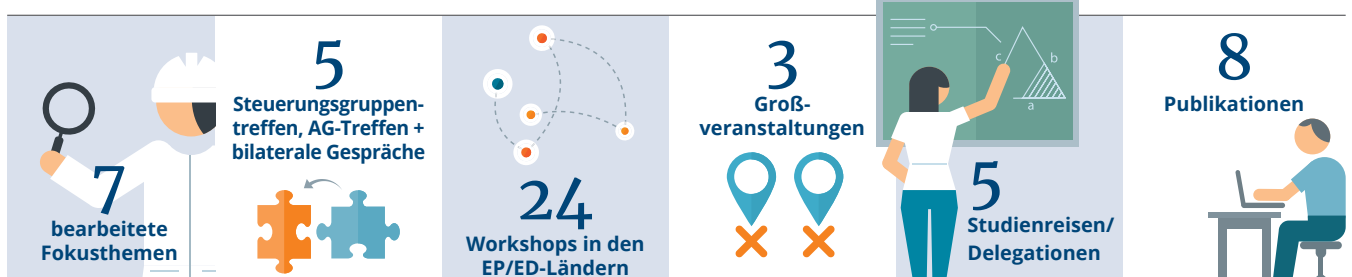 7
bearbeitete
Fokusthemen
5
Steuerungsgruppen-
treffen, AG-Treffen +
bilaterale Gespräche
24
Workshops in den
EP/ED-Ländern
3
Groß-
veranstaltungen
c
b
a
5
Studienreisen/
Delegationen
8
Publikationen